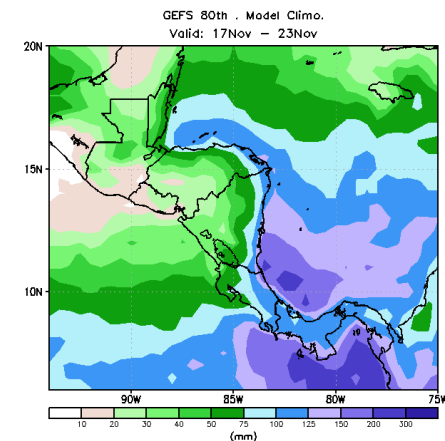 GEFS 80th . Model Climo.
Valid: 17Nov – 23Nov
20N
15N
10N
90W 85W 80W 75W
10 20 30 40 50 75 100 125 150 200 300
(mm)